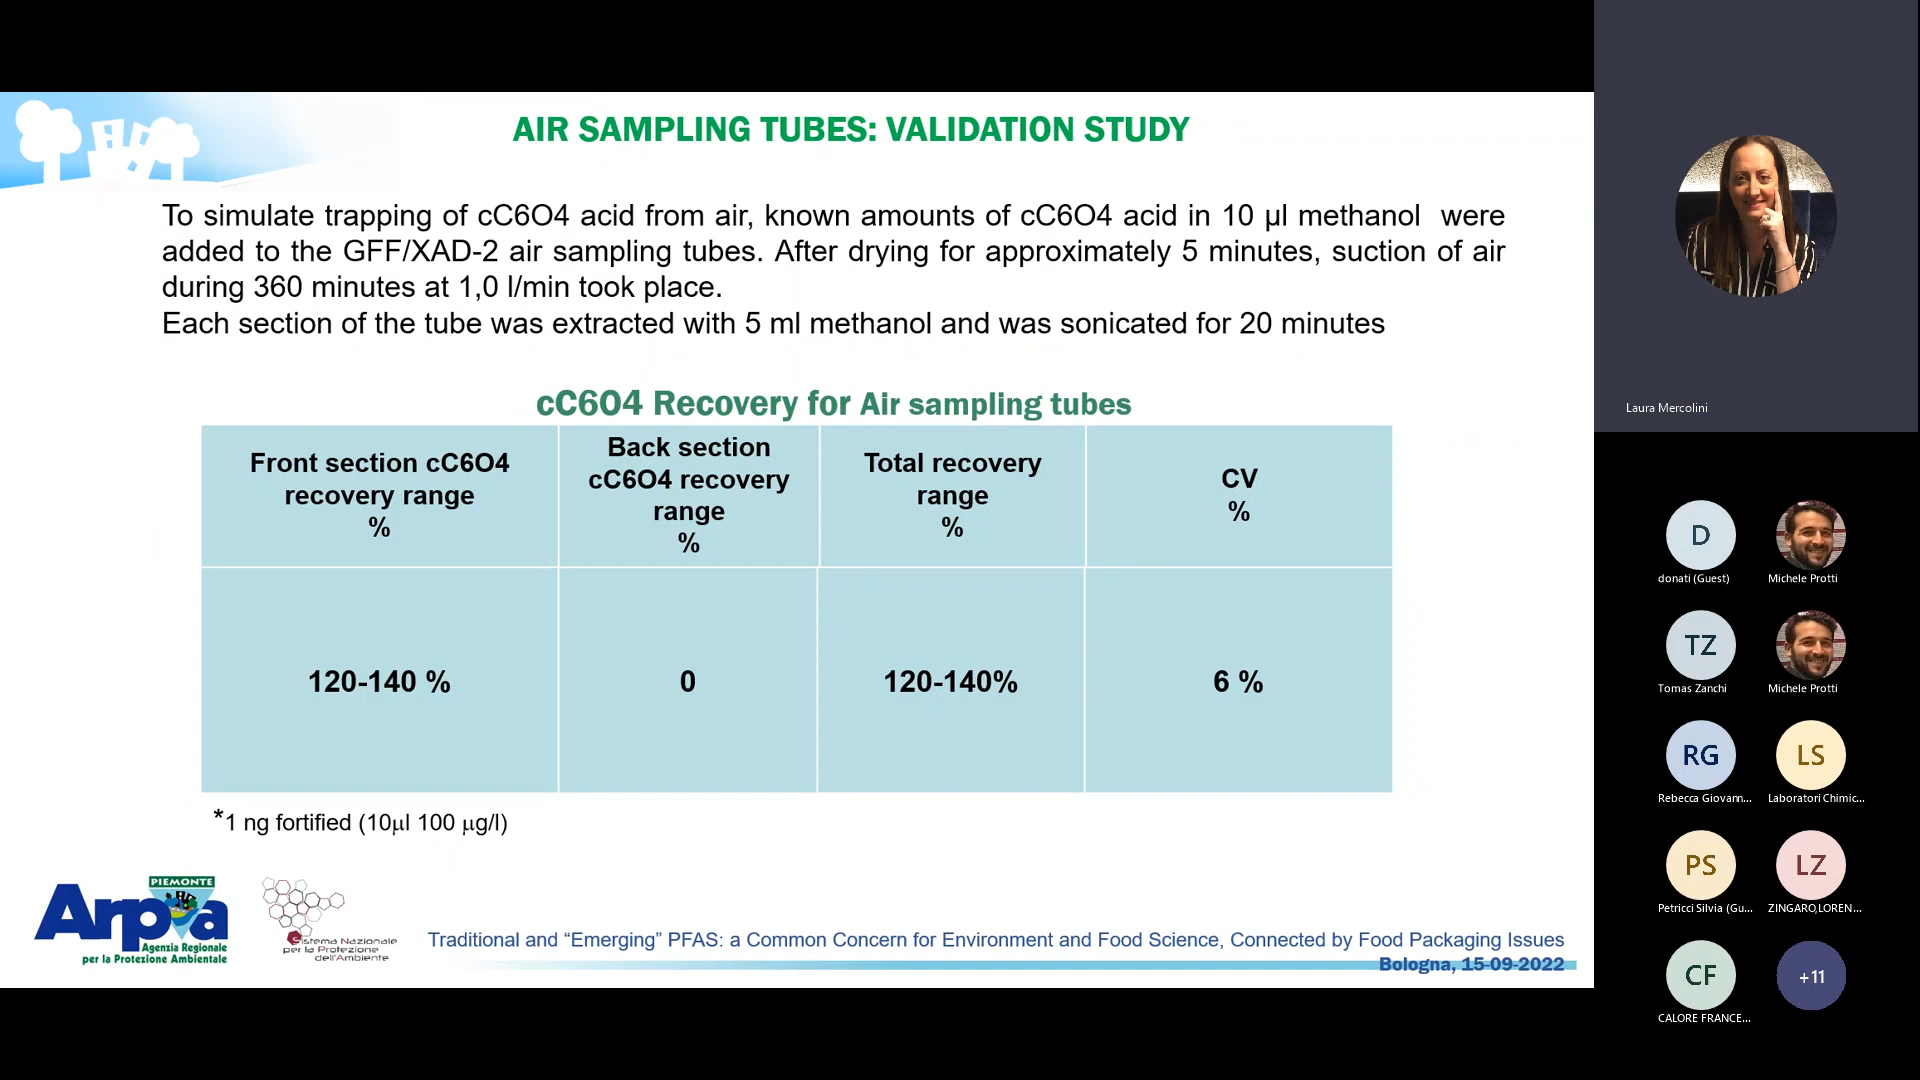 AIR SAMPLING TUBES: VALIDATION STUDY
To simulate trapping of cC6O4 acid from air, known amounts of cC6O4 acid in 10 µl methanol were
added to the GFF/XAD-2 air sampling tubes. After drying for approximately 5 minutes, suction of air
during 360 minutes at 1,0 l/min took place.
Each section of the tube was extracted with 5 ml methanol and was sonicated for 20 minutes
cC6O4 Recovery for Air sampling tubes
Front section cC6O4
recovery range
%
Back section
cC6O4 recovery
range
%
Total recovery
range
%
CV
%
120-140 %
0
120-140%
6 %
*1 ng fortified (10µl 100 µg/l)
PIEMONTE
Arpa
Agenzia Regionale
per la Protezione Ambientale
Sistema Nazionale
per la Protezione
dell'Ambiente
Traditional and “Emerging” PFAS: a Common Concern for Environment and Food Science, Connected by Food Packaging Issues
Bologna, 15-09-2022
Laura Mercolini
D
donati (Guest)
Michele Protti
TZ
Tomas Zanchi
Michele Protti
RG
Rebecca Giovann...
LS
Laboratori Chimic...
PS
Petricci Silvia (Gu...
LZ
ZINGARO,LOREN...
CF
CALORE FRANCE...
+11